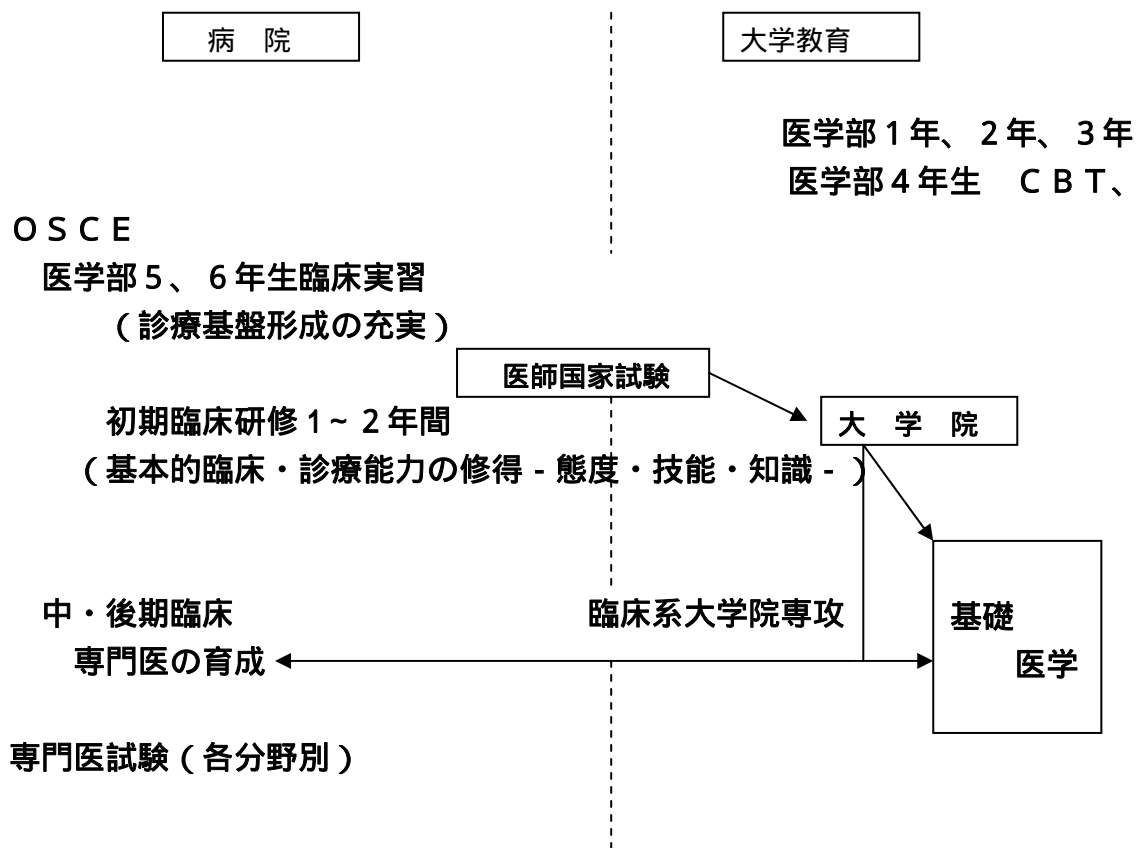 病　院
大学教育
医学部１年、２年、３年
医学部４年生　ＣＢＴ、
ＯＳＣＥ
医学部５、６年生臨床実習
（診療基盤形成の充実）
医師国家試験
大　学　院
初期臨床研修１～２年間
（基本的臨床・診療能力の修得－態度・技能・知識－）
中・後期臨床
臨床系大学院専攻
基礎
専門医の育成
医学
専門医試験（各分野別）